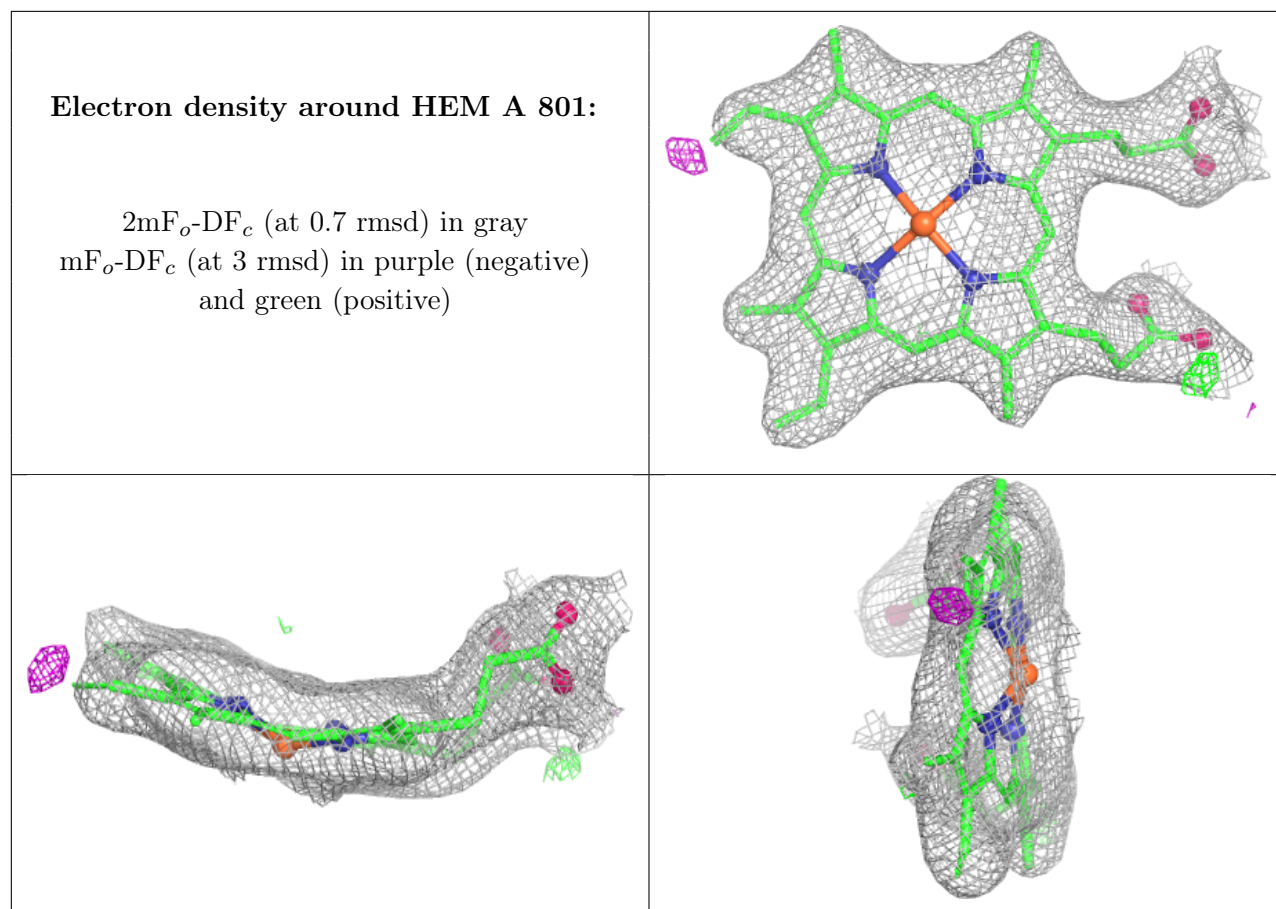 Electron density around HEM A 801:
2mFo-DFc (at 0.7 rmsd) in gray
mFo-DFc (at 3 rmsd) in purple (negative)
and green (positive)